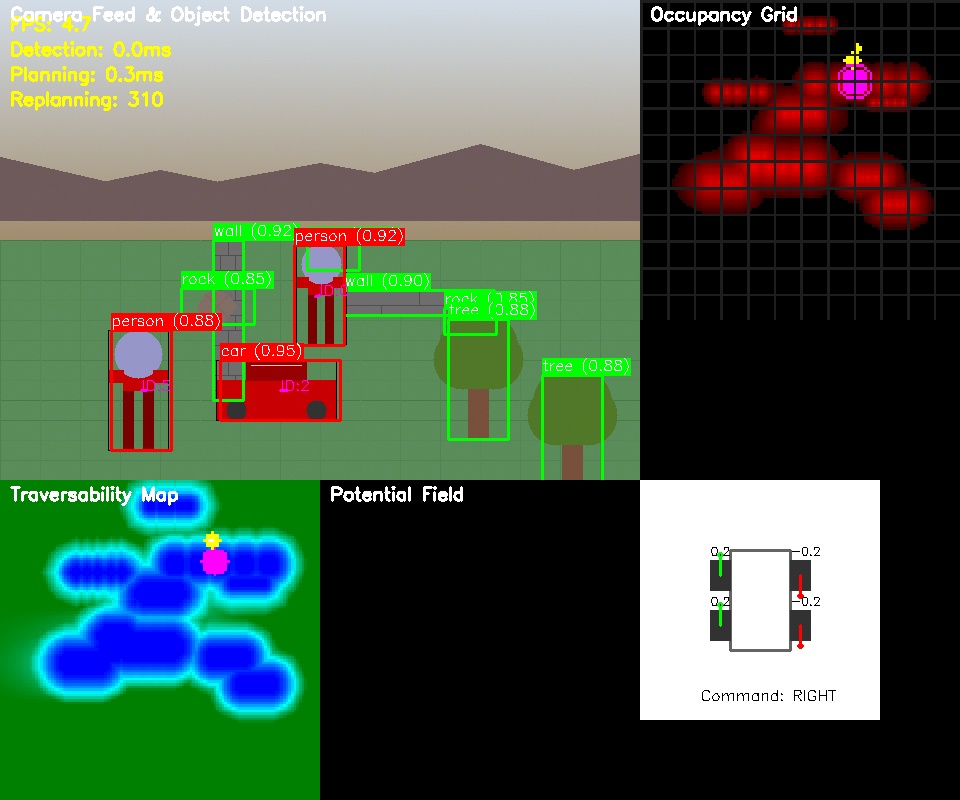 Camera Feed & Object Detection
FPS: 4.7
Detection: 0.0ms
Planning: 0.3ms
Replanning: 310
Occupancy Grid
wall (0.92)
person (0.92)
rock (0.85)
wall (0.90)
ID:
rock (0.85)
tree (0.88)
person (0.88)
car (0.95)
tree (0.88)
ID:2
Traversability Map
Potential Field
0.2
-0.2
0.2
-0.2
Command: RIGHT